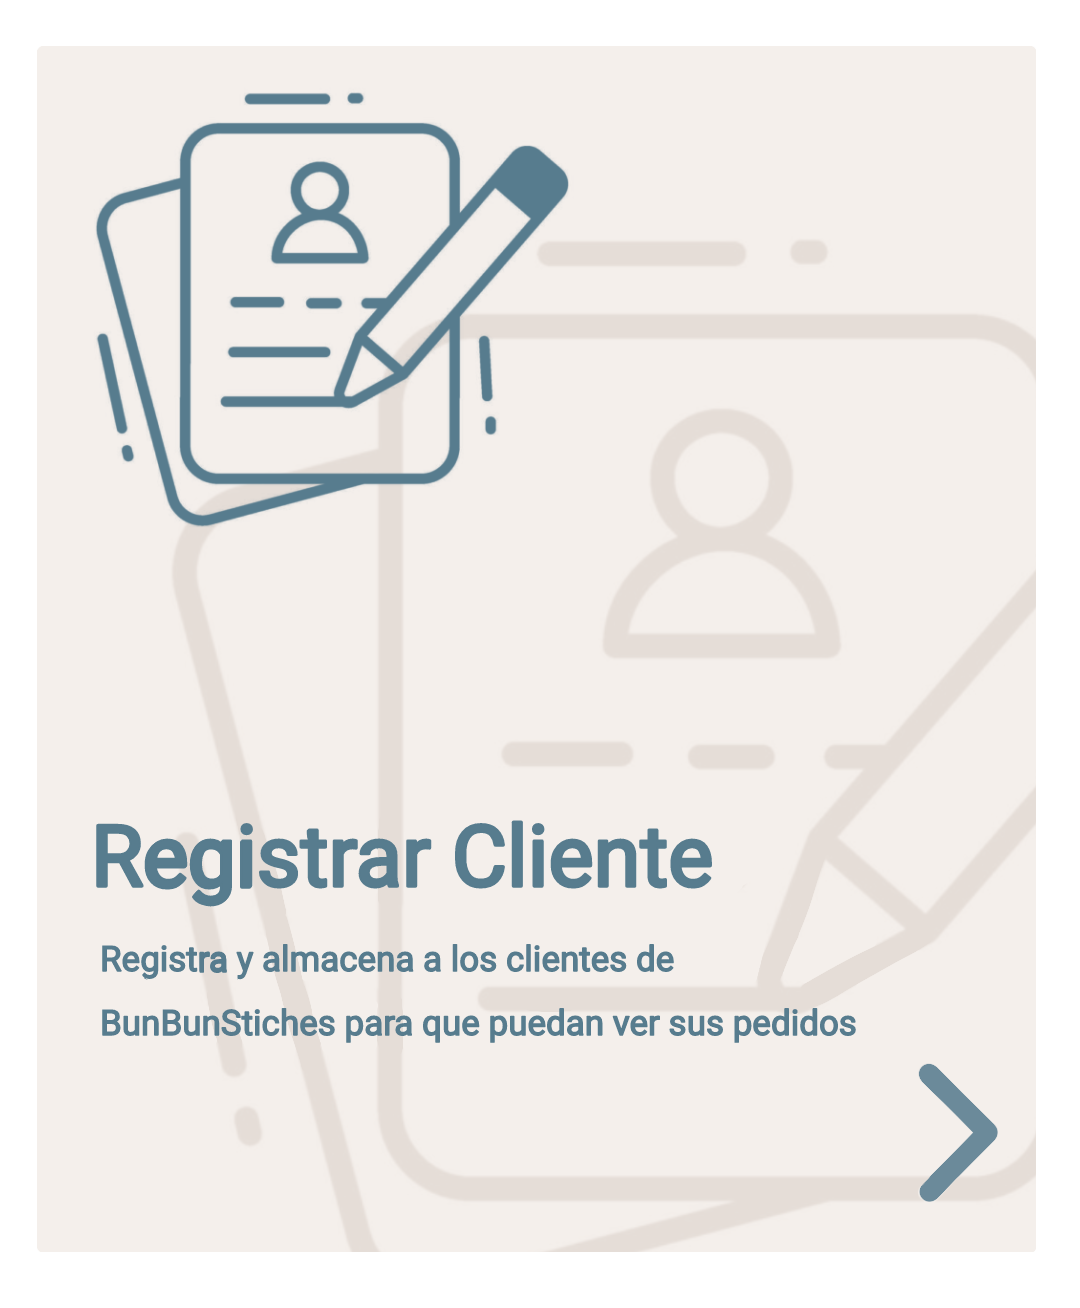 Registrar Cliente
Registra y almacena a los clientes de
BunBunStiches para que puedan ver sus pedidos